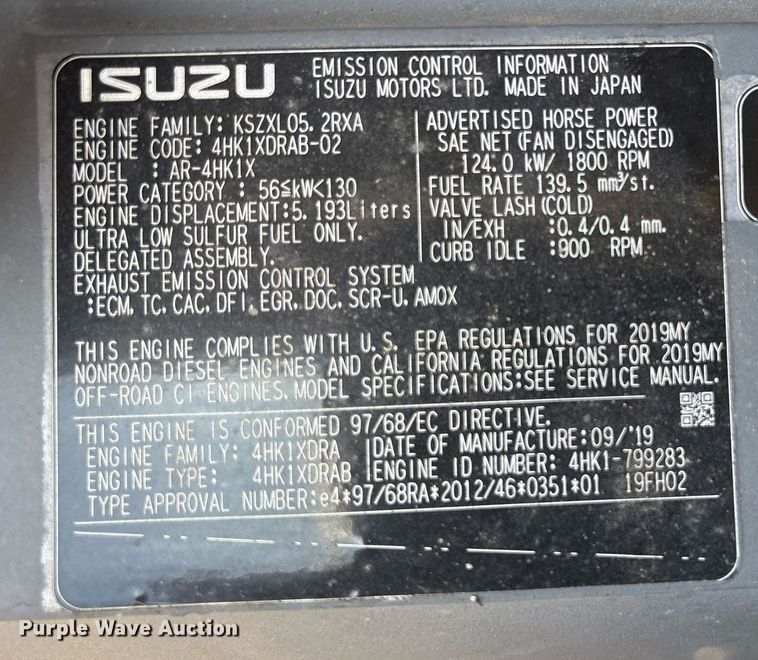 ISUZU EMISSION CONTROL INFORMATION
ISUZU MOTORS LTD. MADE IN JAPAN
ENGINE FAMILY: KSZXL05.2RXA
ENGINE CODE: 4HK1XDRAB-02
MODEL : AR-4HK1X
POWER CATEGORY : 56≦kW<130
ENGINE DISPLACEMENT:5.193Liters
ULTRA LOW SULFUR FUEL ONLY.
DELEGATED ASSEMBLY.
EXHAUST EMISSION CONTROL SYSTEM
:ECM, TC, CAC, DFI, EGR, DOC, SCR-U, AMOX
ADVERTISED HORSE POWER
SAE NET(FAN DISENGAGED)
124.0 kW/ 1800 RPM
FUEL RATE 139.5 mm³/st.
VALVE LASH(COLD)
IN/EXH :0.4/0.4 mm.
CURB IDLE :900 RPM
THIS ENGINE COMPLIES WITH U.S. EPA REGULATIONS FOR 2019MY
NONROAD DIESEL ENGINES AND CALIFORNIA REGULATIONS FOR 2019MY
OFF-ROAD CI ENGINES. MODEL SPECIFICATIONS:SEE SERVICE MANUAL.
THIS ENGINE IS CONFORMED 97/68/EC DIRECTIVE.
ENGINE FAMILY: 4HK1XDRA
ENGINE TYPE: 4HK1XDRAB
DATE OF MANUFACTURE:09/'19
ENGINE ID NUMBER: 4HK1-799283
TYPE APPROVAL NUMBER:e4*97/68RA*2012/46*0351*01 19FH02
Purple Wave Auction